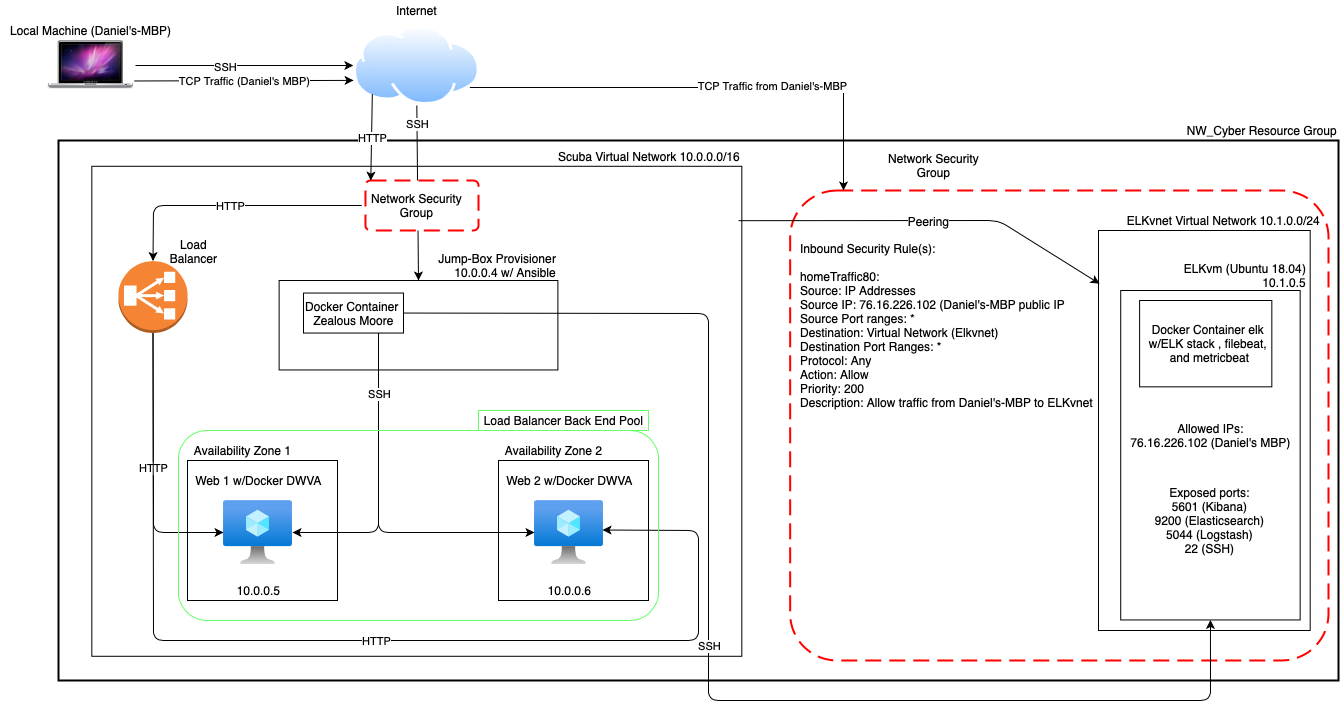 Internet
Local Machine (Daniel's-MBP)
SSH
TCP Traffic (Daniel's MBP)
TCP Traffic from Daniel's-MBP
SSH
HTTP
NW_Cyber Resource Group
Scuba Virtual Network 10.0.0.0/16
Network Security
Group
Network Security
Group
HTTP
Load
Balancer
Jump-Box Provisioner
10.0.0.4 w/ Ansible
Docker Container
Zealous Moore
SSH
Load Balancer Back End Pool
Availability Zone 1
Availability Zone 2
HTTP
Web 1 w/Docker DWVA
Web 2 w/Docker DWVA
10.0.0.5
10.0.0.6
HTTP
SSH
Peering
Inbound Security Rule(s):
homeTraffic80:
Source: IP Addresses
Source IP: 76.16.226.102 (Daniel's-MBP public IP
Source Port ranges: *
Destination: Virtual Network (Elkvnet)
Destination Port Ranges: *
Protocol: Any
Action: Allow
Priority: 200
Description: Allow traffic from Daniel's-MBP to ELKvnet
ELKvnet Virtual Network 10.1.0.0/24
ELKvm (Ubuntu 18.04)
10.1.0.5
Docker Container elk
w/ELK stack , filebeat,
and metricbeat
Allowed IPs:
76.16.226.102 (Daniel's MBP)
Exposed ports:
5601 (Kibana)
9200 (Elasticsearch)
5044 (Logstash)
22 (SSH)